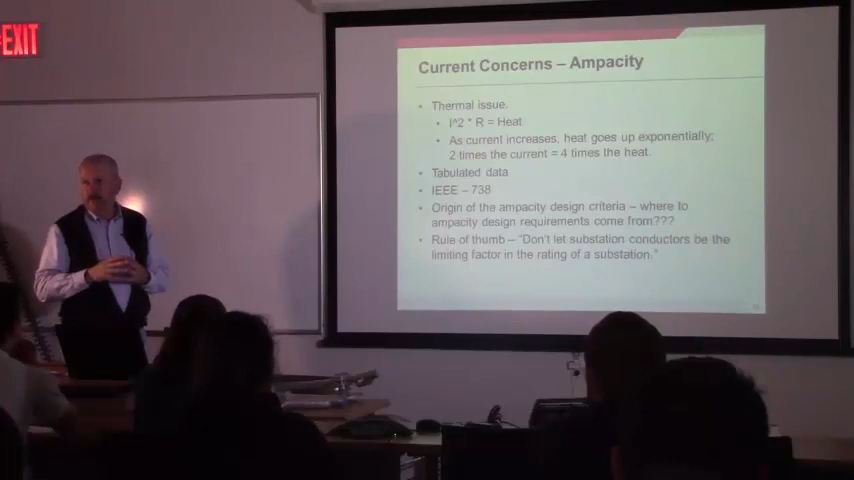 EXIT
Current Concerns – Ampacity
• Thermal issue.
• I^2 * R = Heat
• As current increases, heat goes up exponentially;
2 times the current = 4 times the heat.
• Tabulated data
• IEEE – 738
• Origin of the ampacity design criteria – where to
ampacity design requirements come from???
• Rule of thumb – “Don’t let substation conductors be the
limiting factor in the rating of a substation.”